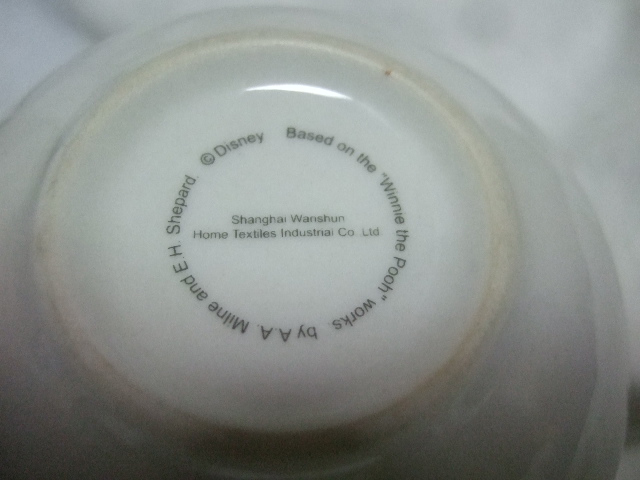 ©Disney Based on the "Winnie the Pooh" works by A.A. Milne and E.H. Shepard
Shanghai Wanshun
Home Textiles Industrial Co. Ltd.